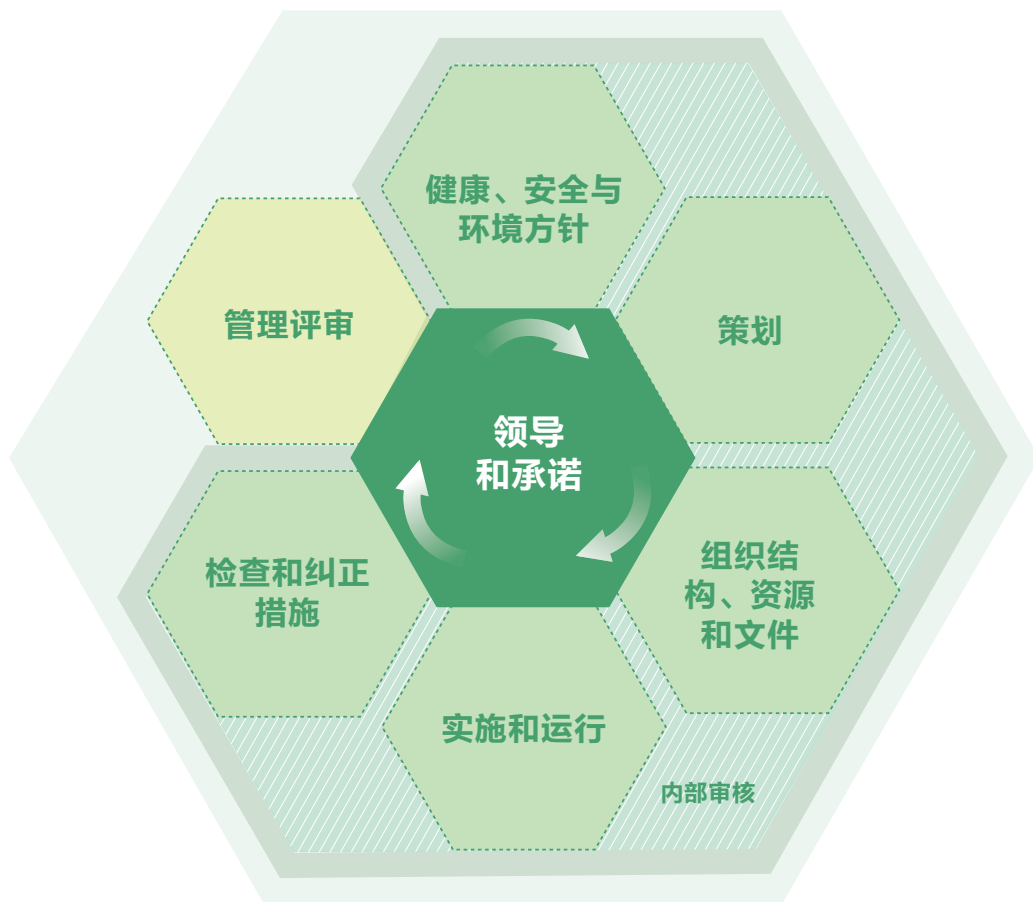 健康、安全与
环境方针
管理评审
策划
领导
和承诺
检查和纠正
措施
组织结
构、资源
和文件
实施和运行
内部审核